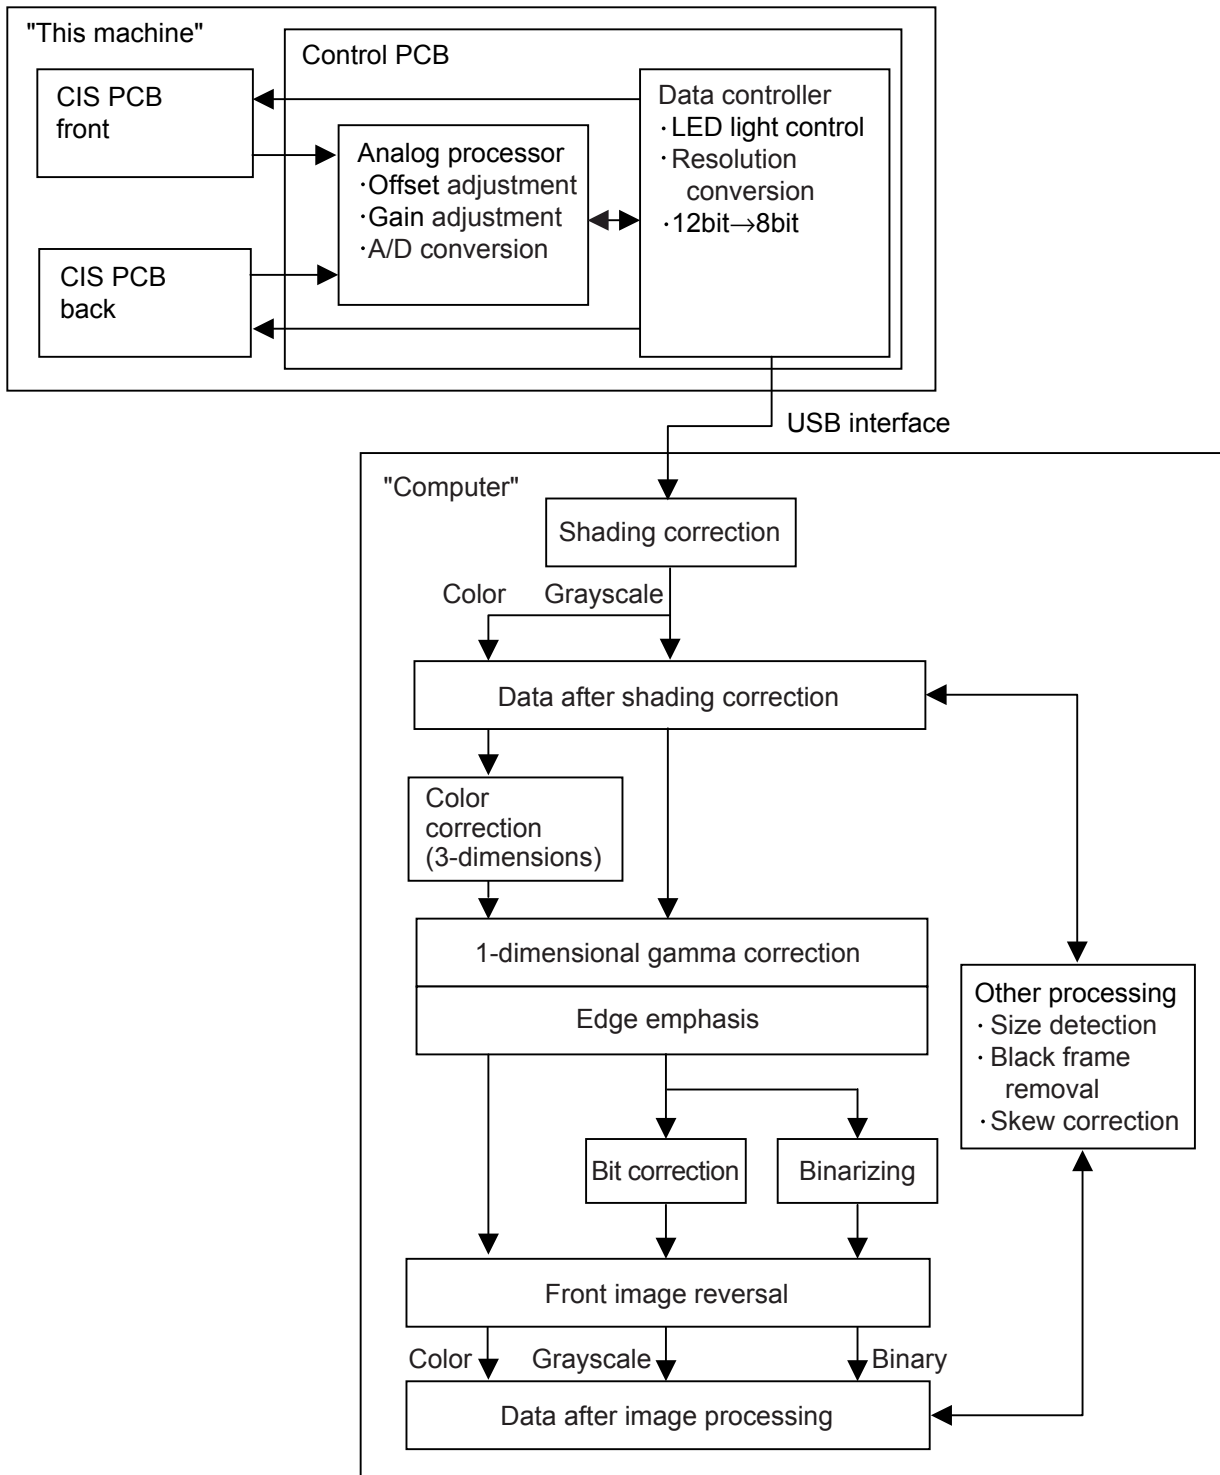 "This machine"
Control PCB
CIS PCB
front
Data controller
·LED light control
·Resolution
conversion
·12bit→8bit
Analog processor
·Offset adjustment
·Gain adjustment
·A/D conversion
CIS PCB
back
USB interface
"Computer"
Shading correction
Color
Grayscale
Data after shading correction
Color
correction
(3-dimensions)
1-dimensional gamma correction
Edge emphasis
Other processing
·Size detection
·Black frame
removal
·Skew correction
Bit correction
Binarizing
Front image reversal
Color
Grayscale
Binary
Data after image processing